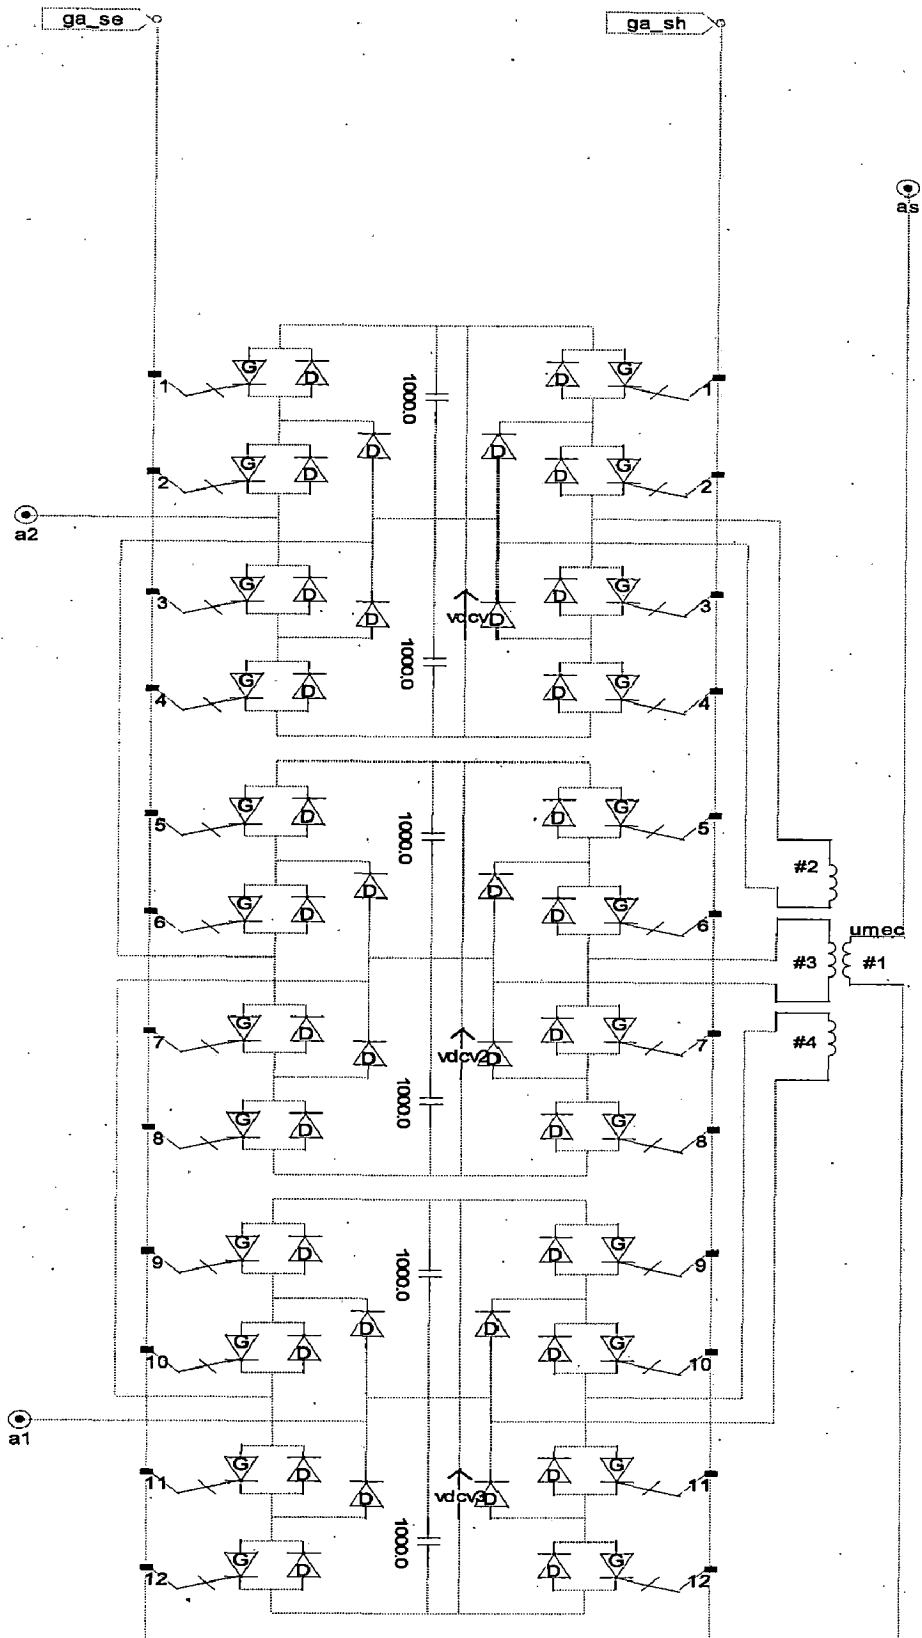 ga_se
ga_sh
as
G D D G
1 1000.0 1
D D
G D D G
2 2
a2
G D D G
3 D vdcv D 3
1000.0
G D D G
4 4
G D D G
5 1000.0 5
#2
D D
G D D G
6 6
umec
#3 #1
G D D G
7 #4
7
D vdcv2 D
1000.0
G D D G
8 8
G D D G
9 1000.0 9
D D
G D D G
10 10
a1
G D D G
11 D vdcv3 D 11
1000.0
G D D G
12 12